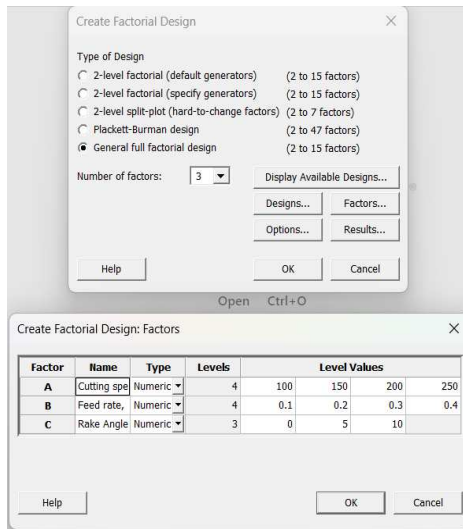 Create Factorial Design
Type of Design
2-level factorial (default generators) (2 to 15 factors)
2-level factorial (specify generators) (2 to 15 factors)
2-level split-plot (hard-to-change factors) (2 to 7 factors)
Plackett-Burman design (2 to 47 factors)
General full factorial design (2 to 15 factors)
Number of factors: 3 Display Available Designs...
Designs... Factors...
Options... Results...
Help OK Cancel
Open Ctrl+O
Create Factorial Design: Factors
Factor Name Type Levels Level Values
A Cutting spe Numeric 4 100 150 200 250
B Feed rate, Numeric 4 0.1 0.2 0.3 0.4
C Rake Angle Numeric 3 0 5 10
Help OK Cancel